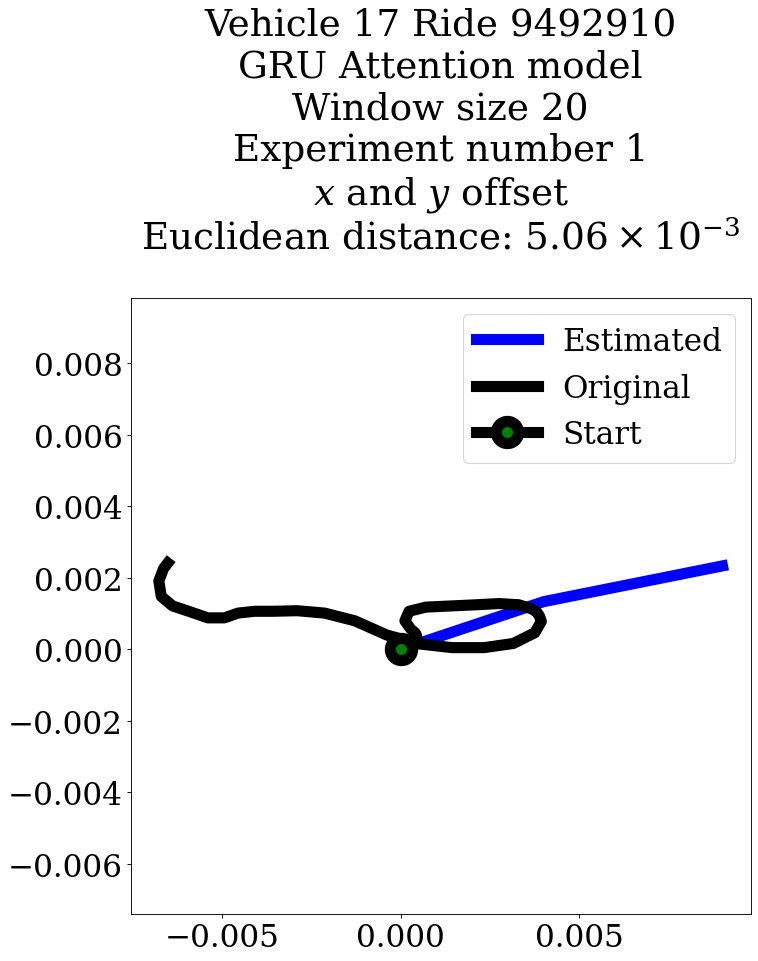 Vehicle 17 Ride 9492910
GRU Attention model
Window size 20
Experiment number 1
x and y offset
Euclidean distance: 5.06 × 10⁻³
Estimated
Original
Start
0.008
0.006
0.004
0.002
0.000
−0.002
−0.004
−0.006
−0.005 0.000 0.005